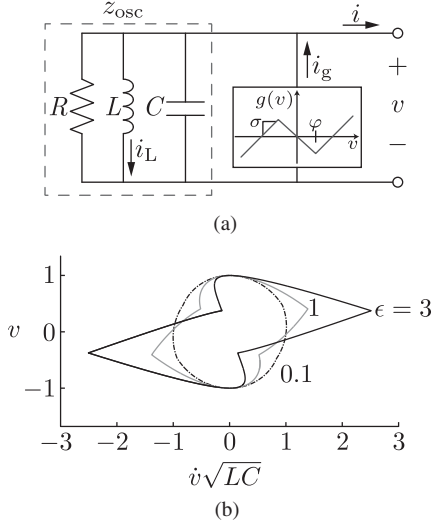 z_osc
i
R
L
C
i_L
i_g
g(v)
σ
φ
v
+
v
−
(a)
1
0
−1
v
ϵ = 3
1
0.1
−3 −2 −1 0 1 2 3
v̇√LC
(b)